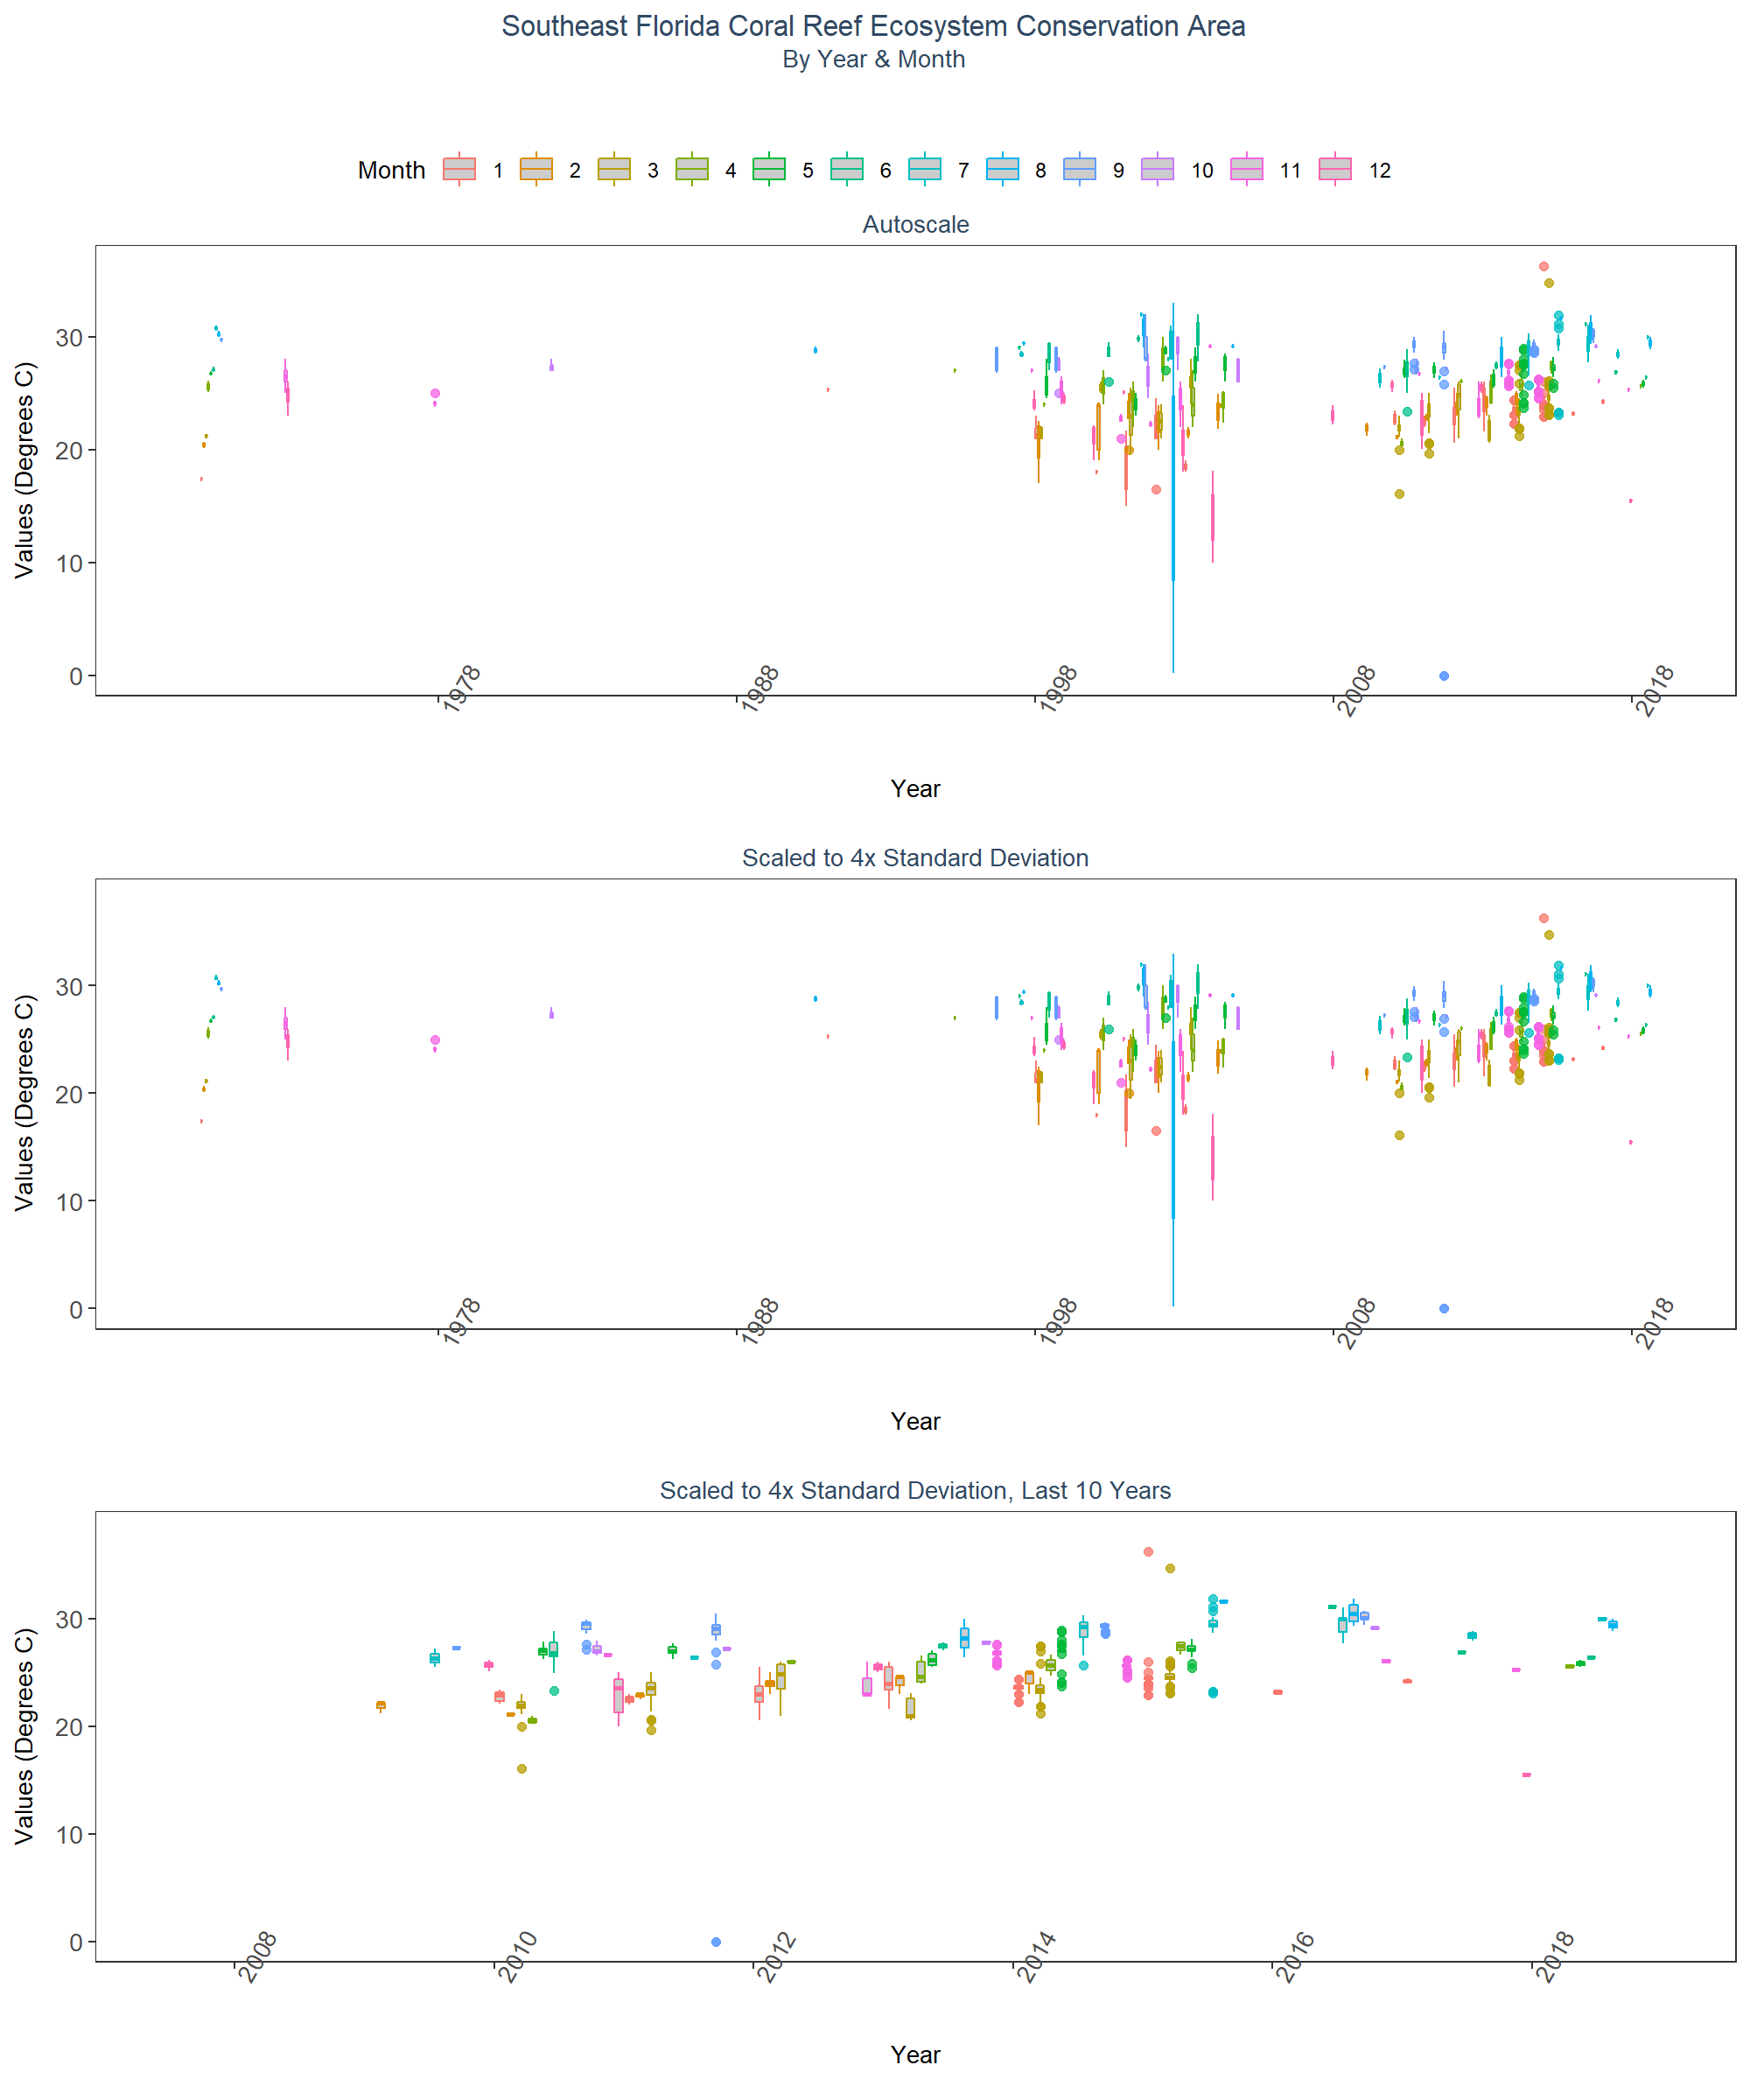 Southeast Florida Coral Reef Ecosystem Conservation Area
By Year & Month
Month 1 2 3 4 5 6 7 8 9 10 11 12
Autoscale
Values (Degrees C)
30
20
10
0
1978 1988 1998 2008 2018
Year
Scaled to 4x Standard Deviation
Values (Degrees C)
30
20
10
0
1978 1988 1998 2008 2018
Year
Scaled to 4x Standard Deviation, Last 10 Years
Values (Degrees C)
30
20
10
0
2008 2010 2012 2014 2016 2018
Year